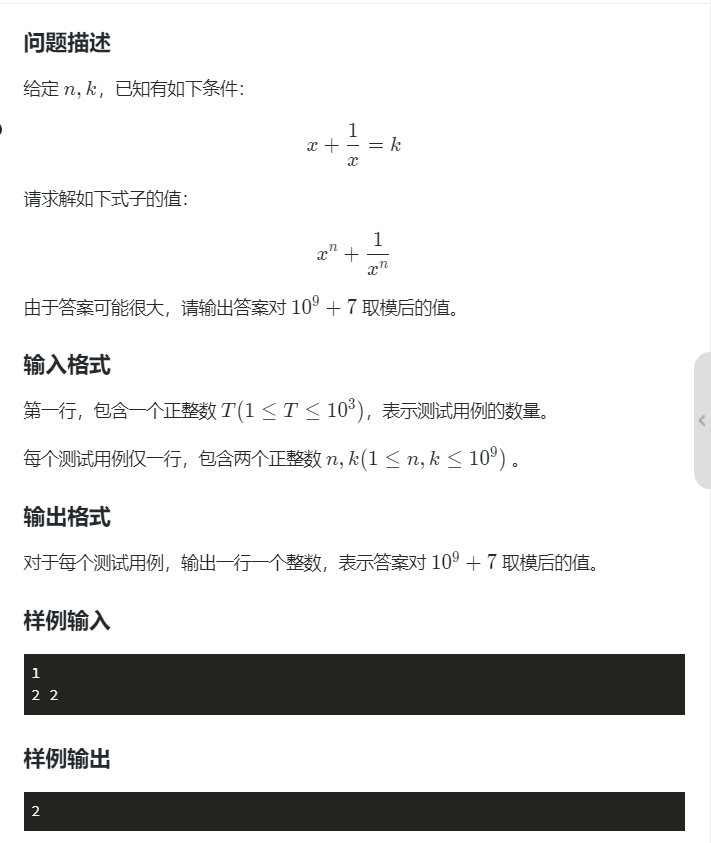 问题描述
给定 n, k，已知有如下条件：
x + 1/x = k
请求解如下式子的值：
x^n + 1/x^n
由于答案可能很大，请输出答案对 10^9 + 7 取模后的值。
输入格式
第一行，包含一个正整数 T(1 ≤ T ≤ 10^3)，表示测试用例的数量。
每个测试用例仅一行，包含两个正整数 n, k(1 ≤ n, k ≤ 10^9) 。
输出格式
对于每个测试用例，输出一行一个整数，表示答案对 10^9 + 7 取模后的值。
样例输入
1
2 2
样例输出
2